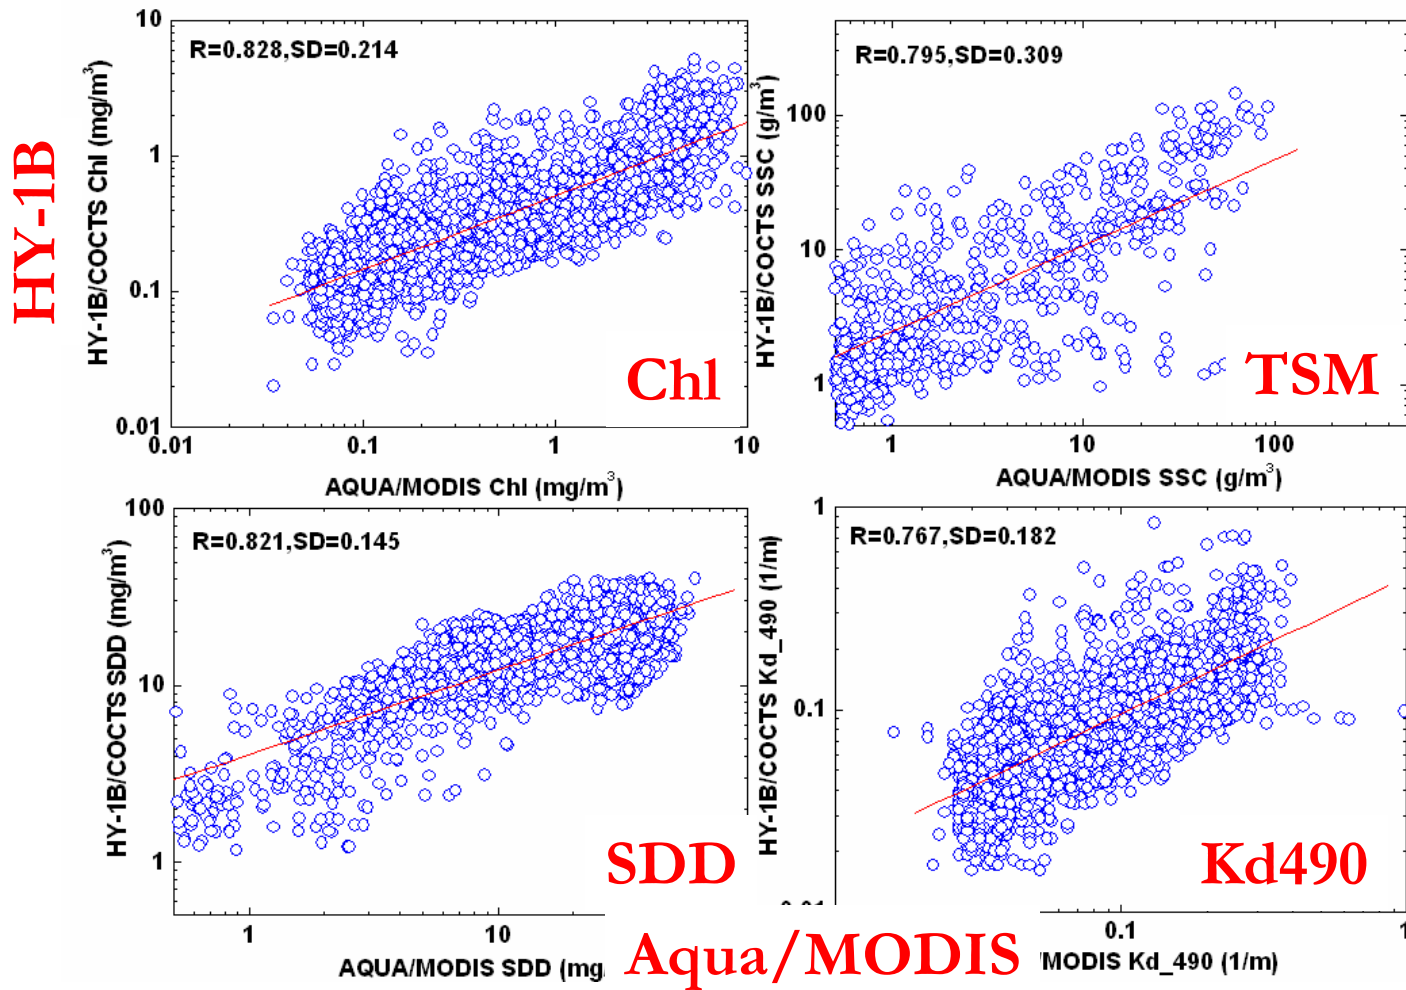 HY-1B
R=0.828,SD=0.214
HY-1B/COCTS Chl (mg/m³)
10
1
0.1
0.01
0.01 0.1 1 10
AQUA/MODIS Chl (mg/m³)
Chl
R=0.795,SD=0.309
HY-1B/COCTS SSC (g/m³)
100
10
1
1 10 100
AQUA/MODIS SSC (g/m³)
TSM
R=0.821,SD=0.145
HY-1B/COCTS SDD (mg/m³)
100
10
1
1 10
AQUA/MODIS SDD (mg/
SDD
R=0.767,SD=0.182
HY-1B/COCTS Kd_490 (1/m)
1
0.1
0.1 1
/MODIS Kd_490 (1/m)
Kd490
Aqua/MODIS